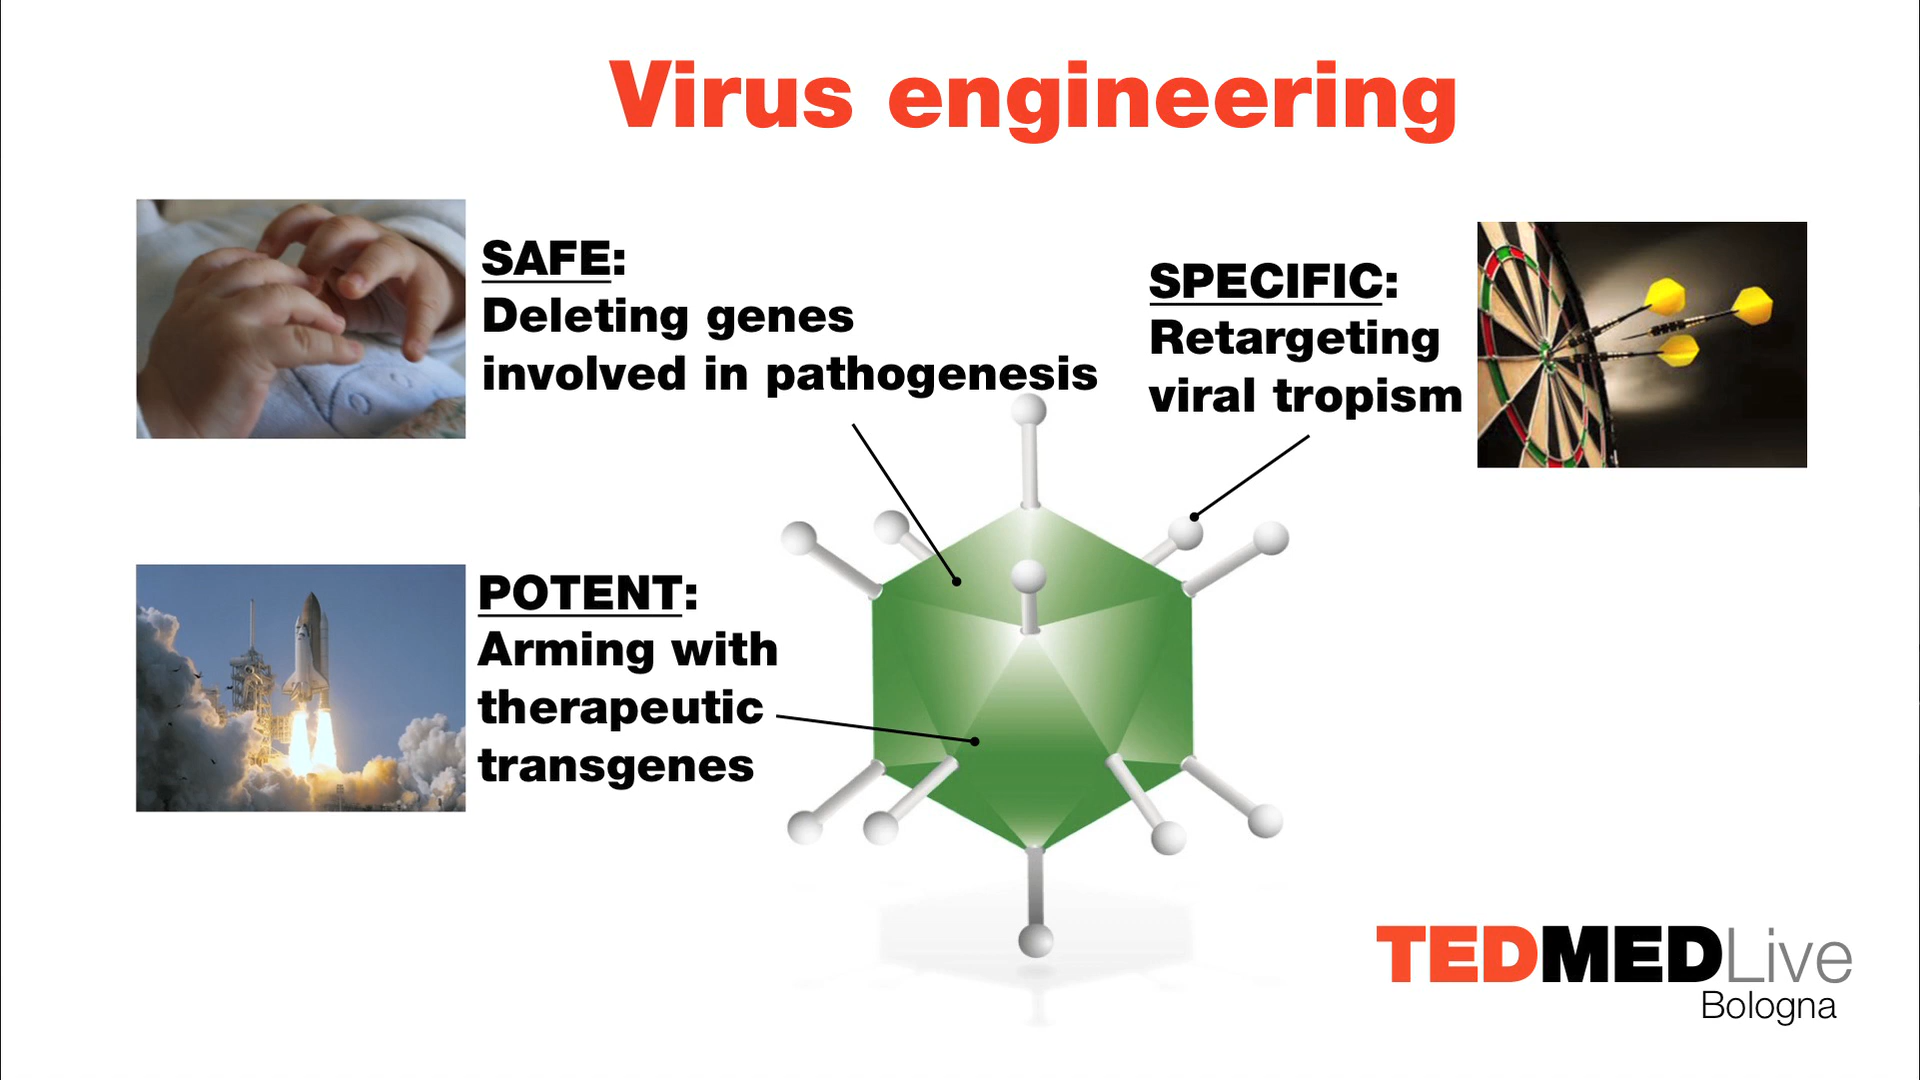 Virus engineering
SAFE:
Deleting genes
involved in pathogenesis
SPECIFIC:
Retargeting
viral tropism
POTENT:
Arming with
therapeutic
transgenes
TEDMEDLive
Bologna